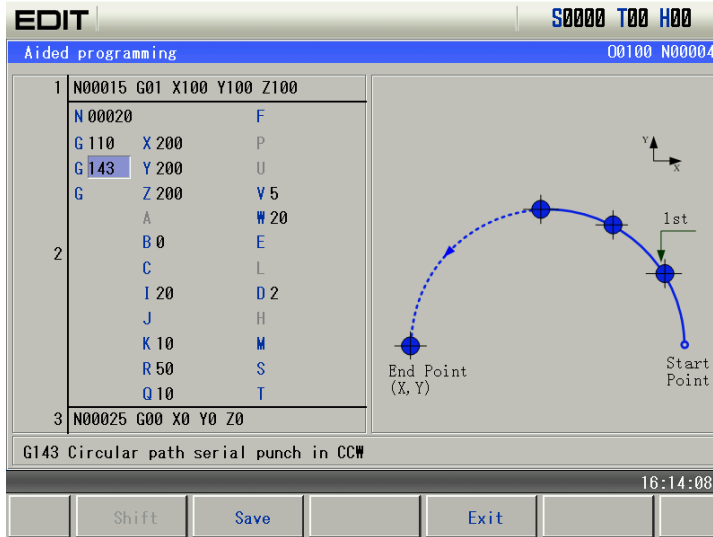 EDIT S0000 T00 H00
Aided programming O0100 N00004
1 N00015 G01 X100 Y100 Z100
N 00020 F
G 110 X 200 P
G 143 Y 200 U
G Z 200 V 5
A W 20
B 0 E
2
C L
I 20 D 2
J H
K 10 M
R 50 S
Q 10 T
3 N00025 G00 X0 Y0 Z0
Y
X
1st
End Point
(X, Y)
Start
Point
G143 Circular path serial punch in CCW
16:14:08
Shift Save Exit